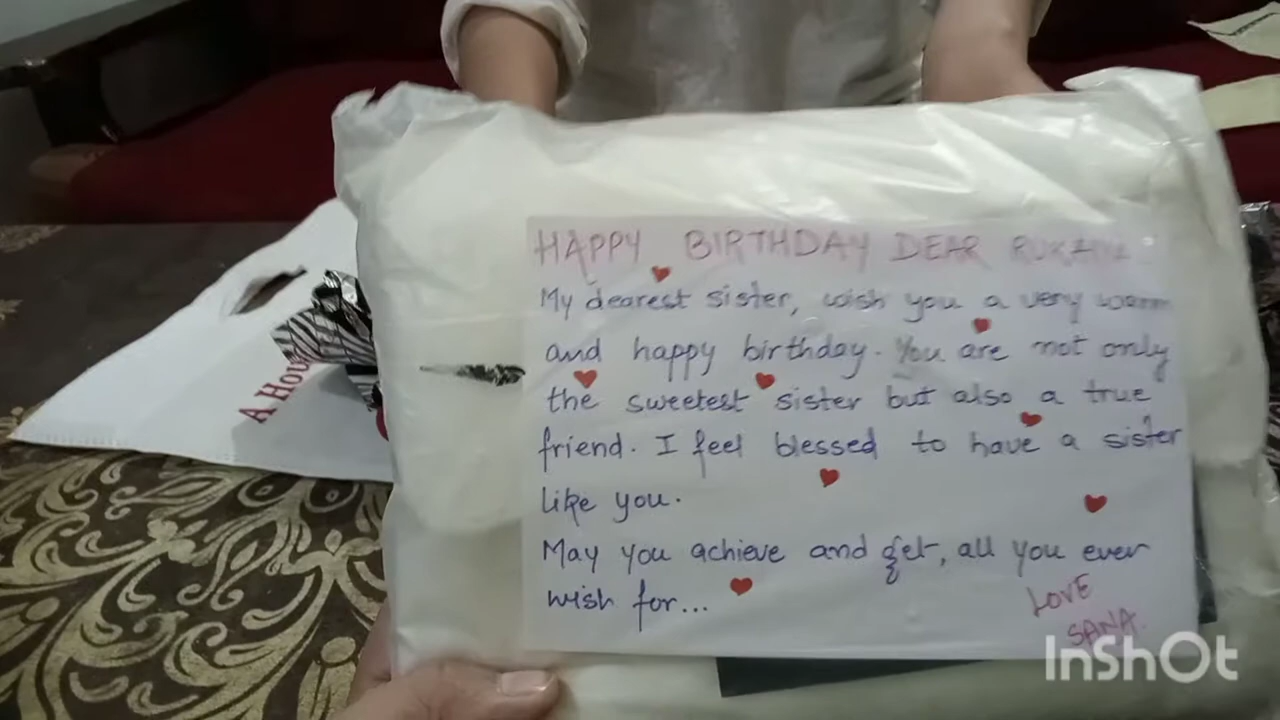 HAPPY BIRTHDAY DEAR
My dearest sister, wish you a very warm
and happy birthday. You are not only
the sweetest sister but also a true
friend. I feel blessed to have a sister
like you.
May you achieve and get, all you ever
wish for...
LOVE
SANA.
A Hou
InShOt